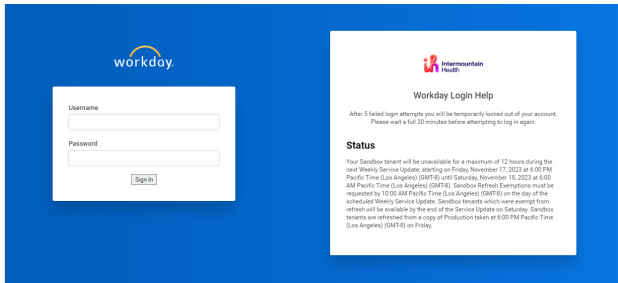 workday.
Username
Password
Sign In
Intermountain
Health
Workday Login Help
After 5 failed login attempts you will be temporarily locked out of your account.
Please wait a full 30 minutes before attempting to log in again.
Status
Your Sandbox tenant will be unavailable for a maximum of 12 hours during the
next Weekly Service Update; starting on Friday, November 17, 2023 at 6:00 PM
Pacific Time (Los Angeles) (GMT-8) until Saturday, November 18, 2023 at 6:00
AM Pacific Time (Los Angeles) (GMT-8). Sandbox Refresh Exemptions must be
requested by 10:00 AM Pacific Time (Los Angeles) (GMT-8) on the day of the
scheduled Weekly Service Update. Sandbox tenants which were exempt from
refresh will be available by the end of the Service Update on Saturday. Sandbox
tenants are refreshed from a copy of Production taken at 6:00 PM Pacific Time
(Los Angeles) (GMT-8) on Friday.